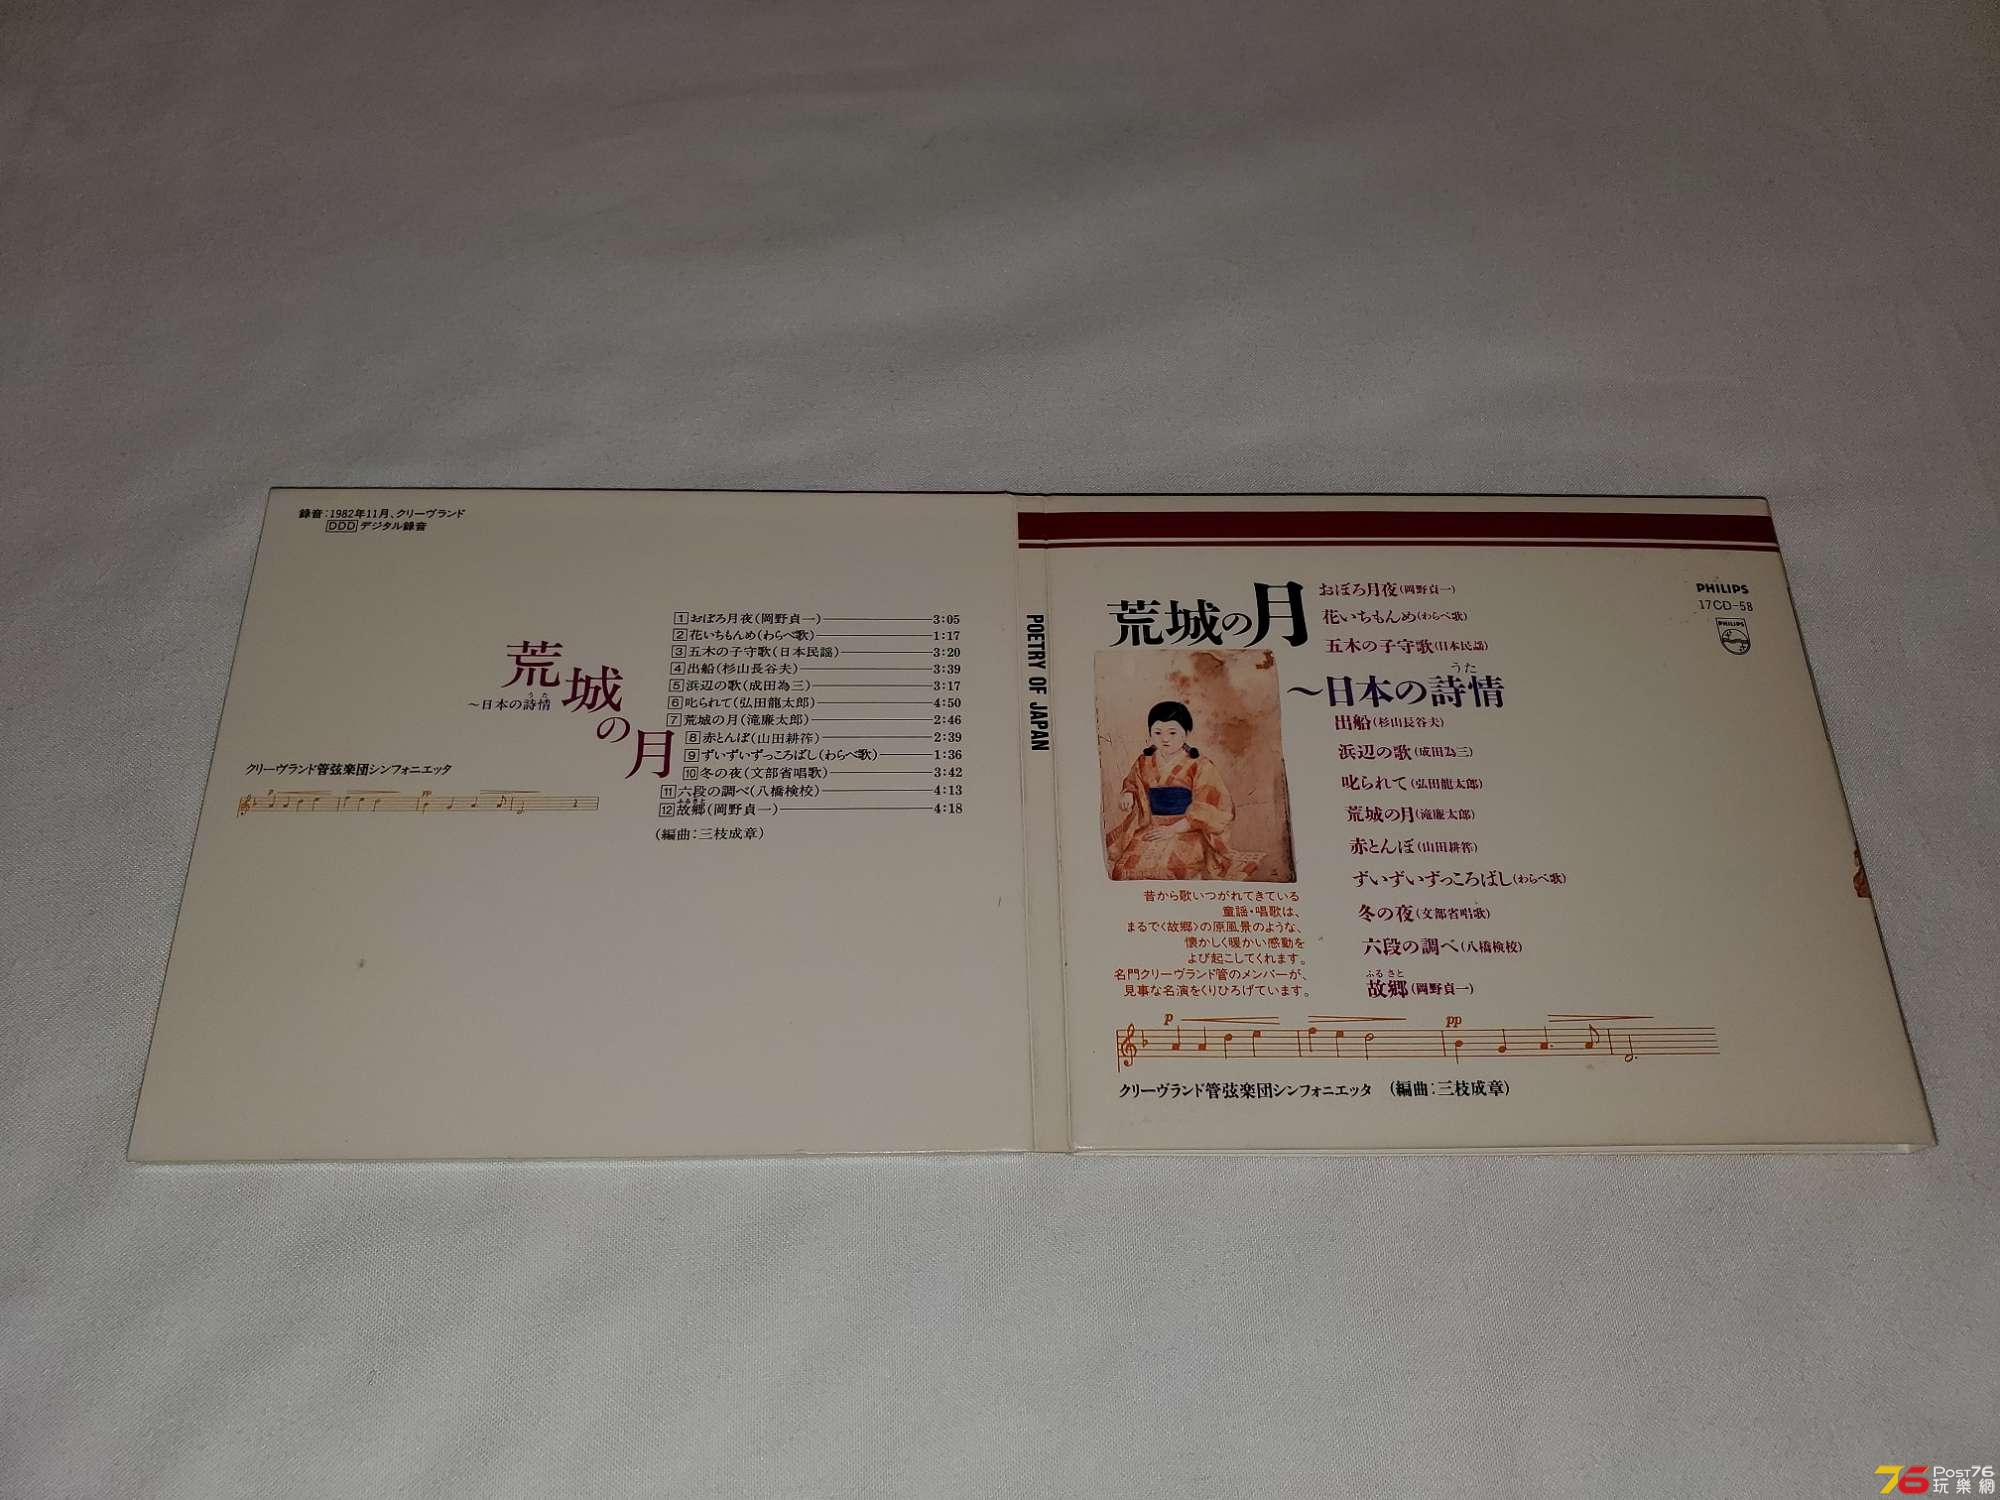 録音:1982年11月、クリーヴランド
DDD デジタル録音
荒城の月
〜日本の詩情
うた
クリーヴランド管弦楽団シンフォニエッタ
1 おぼろ月夜(岡野貞一) 3:05
2 花いちもんめ(わらべ歌) 1:17
3 五木の子守歌(日本民謡) 3:20
4 出船(杉山長谷夫) 3:39
5 浜辺の歌(成田為三) 3:17
6 叱られて(弘田龍太郎) 4:50
7 荒城の月(滝廉太郎) 2:46
8 赤とんぼ(山田耕筰) 2:39
9 ずいずいずっころばし(わらべ歌) 1:36
10 冬の夜(文部省唱歌) 3:42
11 六段の調べ(八橋検校) 4:13
ふるさと
12 故郷(岡野貞一) 4:18
(編曲:三枝成章)
POETRY OF JAPAN
荒城の月
おぼろ月夜(岡野貞一)
花いちもんめ(わらべ歌)
五木の子守歌(日本民謡)
うた
〜日本の詩情
出船(杉山長谷夫)
浜辺の歌(成田為三)
叱られて(弘田龍太郎)
荒城の月(滝廉太郎)
赤とんぼ(山田耕筰)
ずいずいずっころばし(わらべ歌)
冬の夜(文部省唱歌)
六段の調べ(八橋検校)
ふるさと
故郷(岡野貞一)
PHILIPS
17CD-58
PHILIPS
昔から歌いつがれてきている
童謡・唱歌は、
まるで〈故郷〉の原風景のような、
懐かしく暖かい感動を
よび起こしてくれます。
名門クリーヴランド管のメンバーが、
見事な名演をくりひろげています。
p
pp
クリーヴランド管弦楽団シンフォニエッタ (編曲:三枝成章)
76 POST76
玩樂網